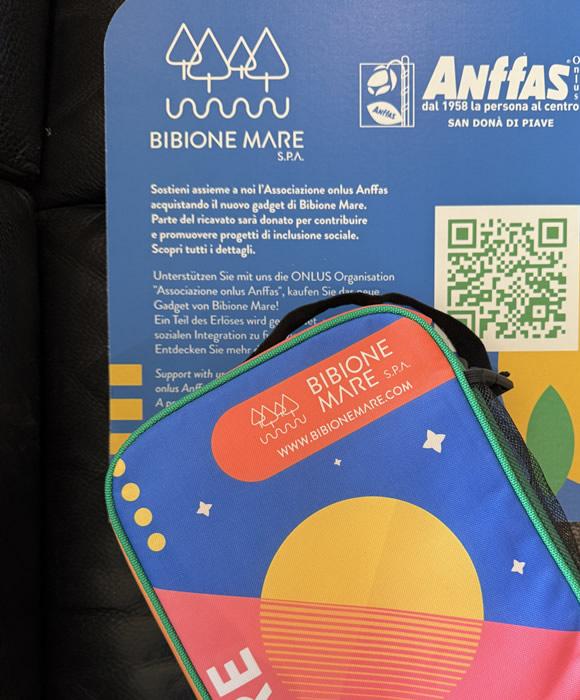 BIBIONE MARE
S.P.A.
AnffAS
Onlus
Anffas
dal 1958 la persona al centro
SAN DONÀ DI PIAVE
Sostieni assieme a noi l'Associazione onlus Anffas
acquistando il nuovo gadget di Bibione Mare.
Parte del ricavato sarà donato per contribuire
e promuovere progetti di inclusione sociale.
Scopri tutti i dettagli.
Unterstützen Sie mit uns die ONLUS Organisation
"Associazione onlus Anffas", kaufen Sie das neue
Gadget von Bibione Mare!
Ein Teil des Erlöses wird
sozialen Integration zu
Entdecken Sie mehr
Support with
onlus
A
BIBIONE
MARE S.P.A.
WWW.BIBIONEMARE.COM
RE